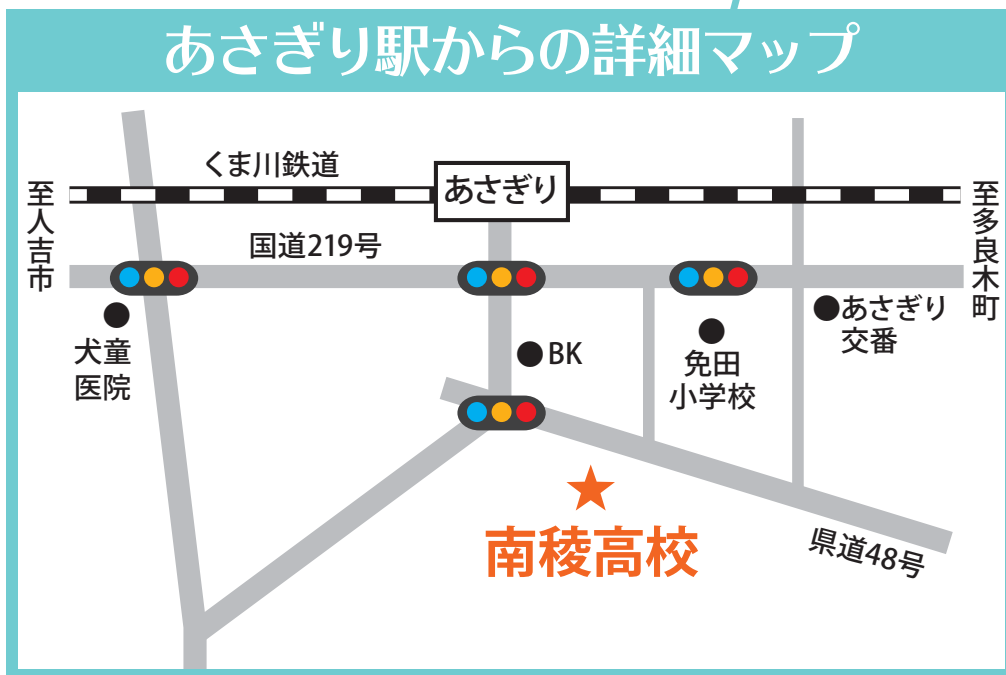 あさぎり駅からの詳細マップ
くま川鉄道
あさぎり
至人吉市
至多良木町
国道219号
犬童
医院
BK
免田
小学校
あさぎり
交番
南稜高校
県道48号